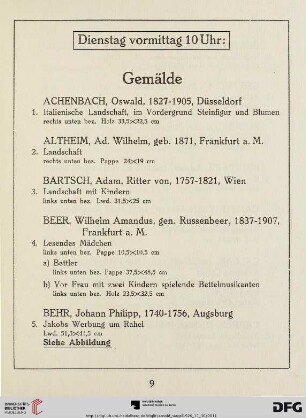 Dienstag vormittag 10 Uhr:
Gemälde
ACHENBACH, Oswald, 1827-1905, Düsseldorf
1. Italienische Landschaft, im Vordergrund Steinfigur und Blumen
rechts unten bez. Holz 33,5×32,5 cm
ALTHEIM, Ad. Wilhelm, geb. 1871, Frankfurt a. M.
2. Landschaft
rechts unten bez. Pappe 24×19 cm
BARTSCH, Adam, Ritter von, 1757-1821, Wien
3. Landschaft mit Kindern
links unten bez. Lwd. 31,5×25 cm
BEER, Wilhelm Amandus, gen. Russenbeer, 1837-1907,
Frankfurt a. M.
4. Lesendes Mädchen
links unten bez. Pappe 10,5×10,5 cm
a) Bettler
links unten bez. Pappe 37,5×48,5 cm
b) Vor Frau mit zwei Kindern spielende Bettelmusikanten
links unten bez. Holz 23,5×32,5 cm
BEHR, Johann Philipp, 1740-1756, Augsburg
5. Jakobs Werbung um Rahel
Lwd. 51,5×41,5 cm
Siehe Abbildung
9
UNIVERSITÄTS-
BIBLIOTHEK
HEIDELBERG
DFG